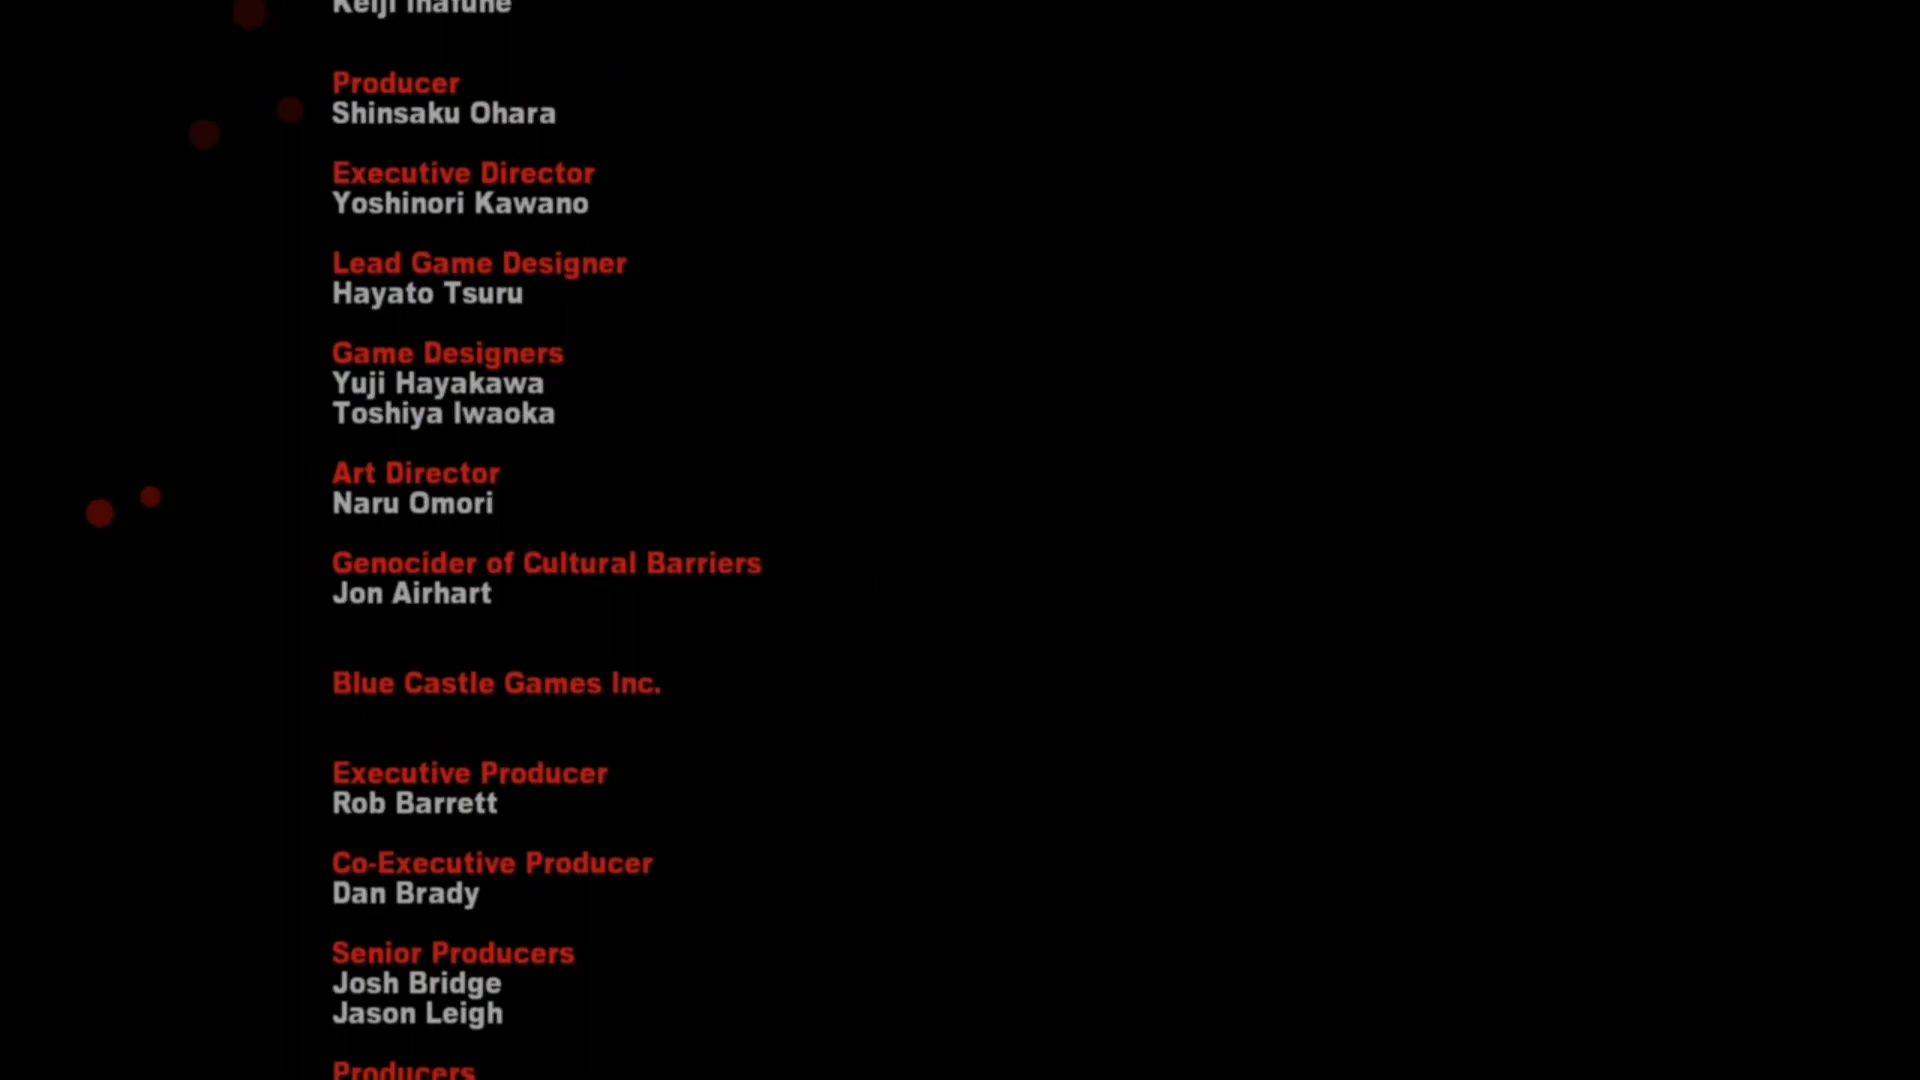 Keiji Inafune
Producer
Shinsaku Ohara
Executive Director
Yoshinori Kawano
Lead Game Designer
Hayato Tsuru
Game Designers
Yuji Hayakawa
Toshiya Iwaoka
Art Director
Naru Omori
Genocider of Cultural Barriers
Jon Airhart
Blue Castle Games Inc.
Executive Producer
Rob Barrett
Co-Executive Producer
Dan Brady
Senior Producers
Josh Bridge
Jason Leigh
Producers